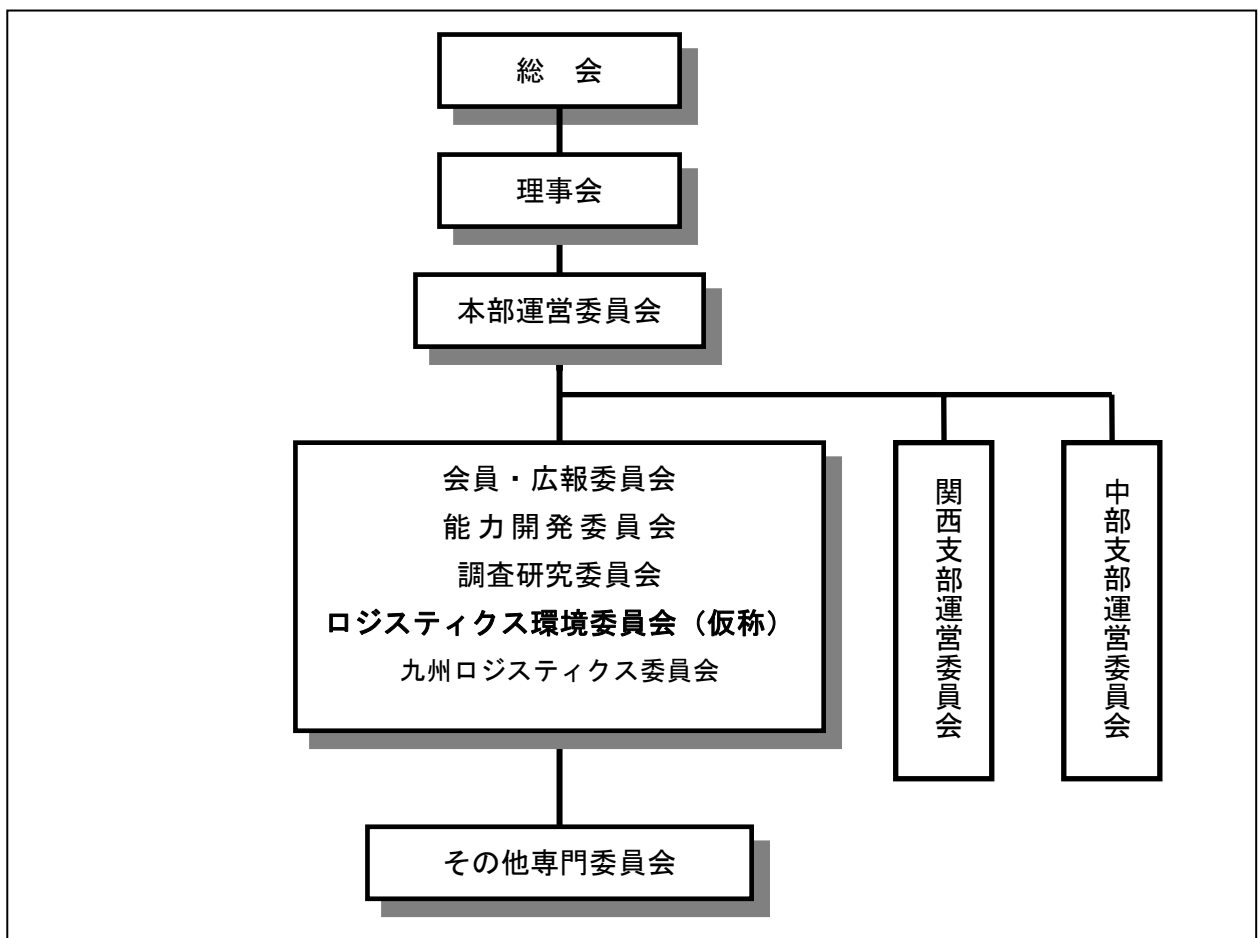 総　会
理事会
本部運営委員会
会員・広報委員会
能力開発委員会
調査研究委員会
ロジスティクス環境委員会（仮称）
九州ロジスティクス委員会
関西支部運営委員会
中部支部運営委員会
その他専門委員会